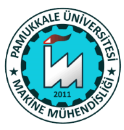 PAMUKKALE ÜNİVERSİTESİ
2011
MAKİNE MÜHENDİSLİĞİ